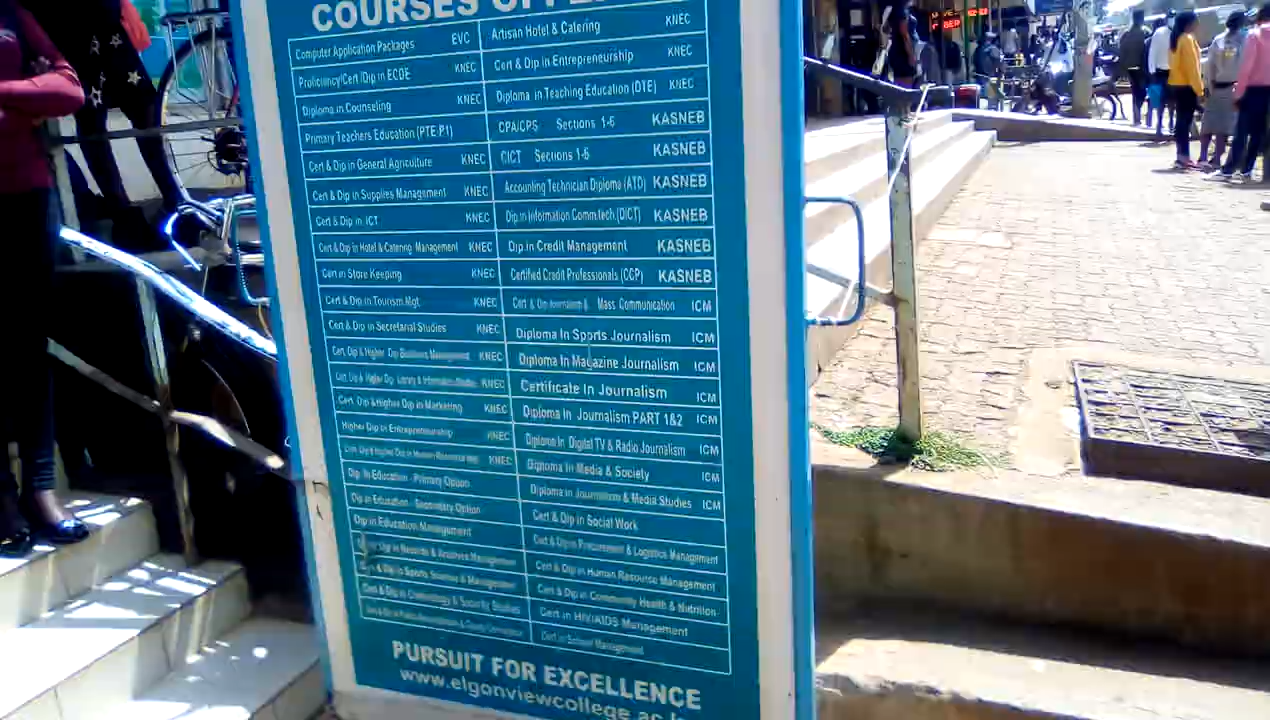 COURSES
Computer Application Packages EVC
Proficiency/Cert /Dip in ECDE KNEC
Diploma in Counseling KNEC
Primary Teachers Education (PTE P1)
Cert & Dip in General Agriculture KNEC
Cert & Dip in Supplies Management KNEC
Cert & Dip in ICT KNEC
Cert & Dip in Hotel & Catering Management KNEC
Cert in Store Keeping KNEC
Cert & Dip in Tourism Mgt KNEC
Cert & Dip in Secretarial Studies KNEC
Cert, Dip & Higher Dip Business Management KNEC
Cert Dip & Higher Dip Library & Information Studies KNEC
Cert Dip &Higher Dip in Marketing KNEC
Higher Dip in Entrepreneurship KNEC
Dip & Higher Dip in Human Resource KNEC
Dip In Education - Primary Option
Dip in Education - Secondary Option
Dip in Education Management
Dip in Records & Archives Management
& Dip in Sports Science & Management
Cert & Dip in Criminology & Security Studies
Artisan Hotel & Catering KNEC
Cert & Dip in Entrepreneurship KNEC
Diploma in Teaching Education (DTE) KNEC
CPA/CPS Sections 1-6 KASNEB
CICT Sections 1-6 KASNEB
Accounting Technician Diploma (ATD) KASNEB
Dip.in Information Comm.tech.(DICT) KASNEB
Dip.in Credit Management KASNEB
Certified Credit Professionals (CCP) KASNEB
Cert & Dip Journalism & Mass Communication ICM
Diploma In Sports Journalism ICM
Diploma In Magazine Journalism ICM
Certificate In Journalism ICM
Diploma In Journalism PART 1&2 ICM
Diploma In Digital TV & Radio Journalism ICM
Diploma In Media & Society ICM
Diploma in Journalism & Media Studies ICM
Cert & Dip in Social Work
Cert & Dip in Procurement & Logistics Management
Cert & Dip in Human Resource Management
Cert & Dip in Community Health & Nutrition
Cert in HIV/AIDS Management
Cert in School Management
PURSUIT FOR EXCELLENCE
www.elgonviewcollege.ac.